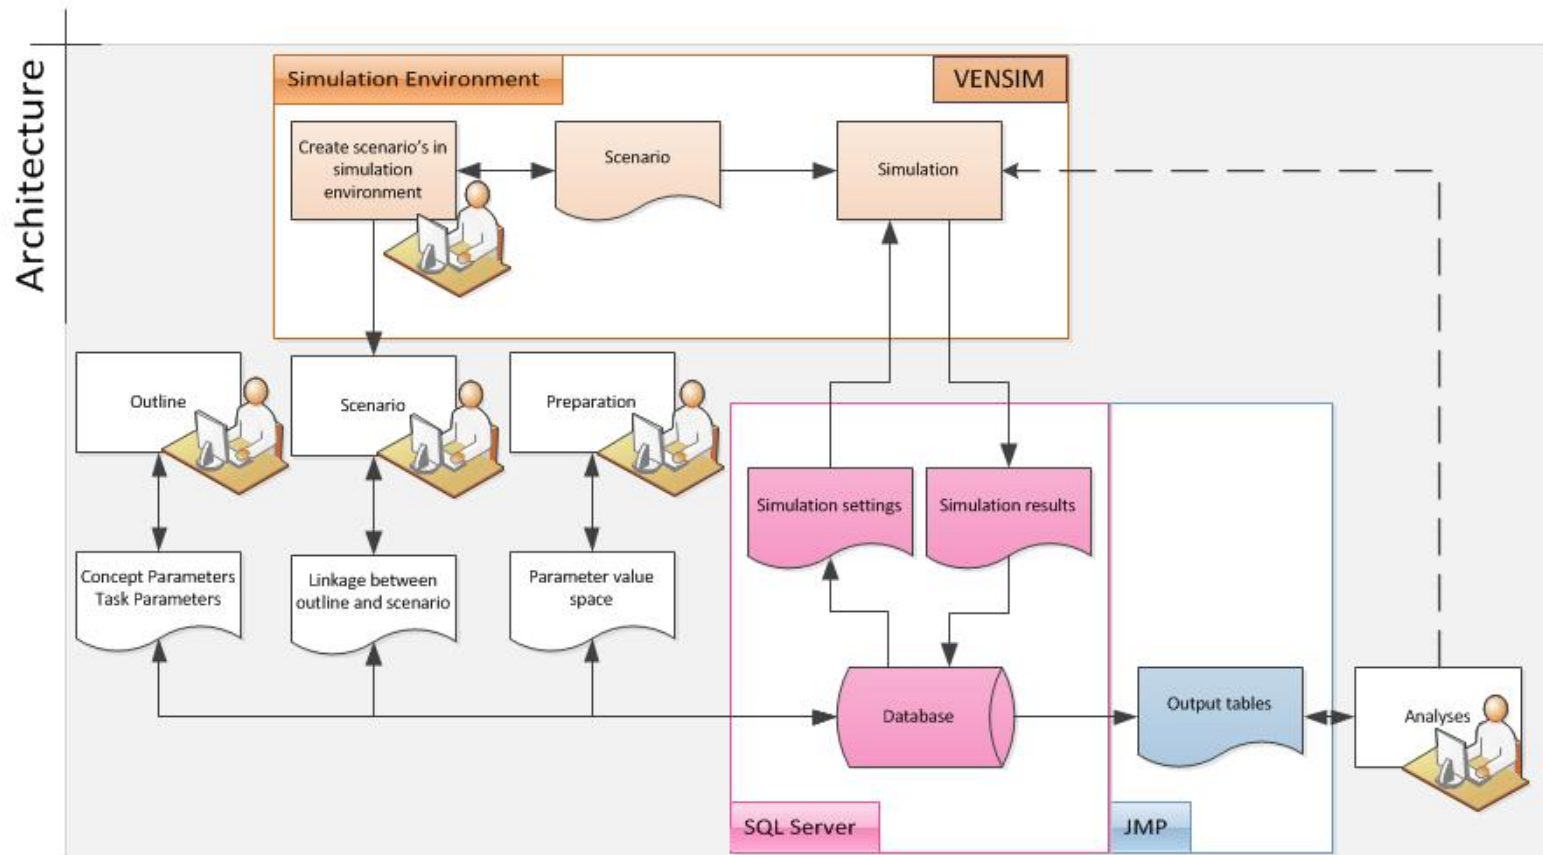 Architecture
Simulation Environment
VENSIM
Create scenario's in
simulation
environment
Scenario
Simulation
Outline
Scenario
Preparation
Simulation settings
Simulation results
Concept Parameters
Task Parameters
Linkage between
outline and scenario
Parameter value
space
Database
Output tables
Analyses
SQL Server
JMP